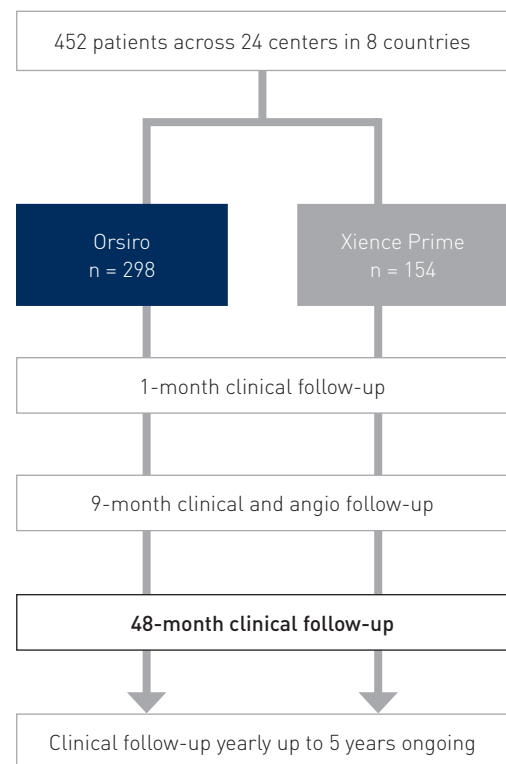 452 patients across 24 centers in 8 countries
Orsiro
n = 298
Xience Prime
n = 154
1-month clinical follow-up
9-month clinical and angio follow-up
48-month clinical follow-up
Clinical follow-up yearly up to 5 years ongoing